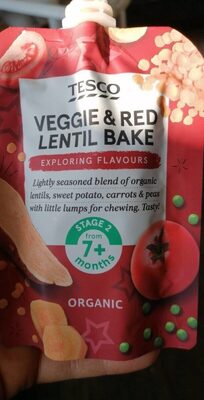 TESCO
VEGGIE & RED
LENTIL BAKE
EXPLORING FLAVOURS
Lightly seasoned blend of organic
lentils, sweet potato, carrots & peas
with little lumps for chewing. Tasty!
STAGE 2
from
7+
months
ORGANIC